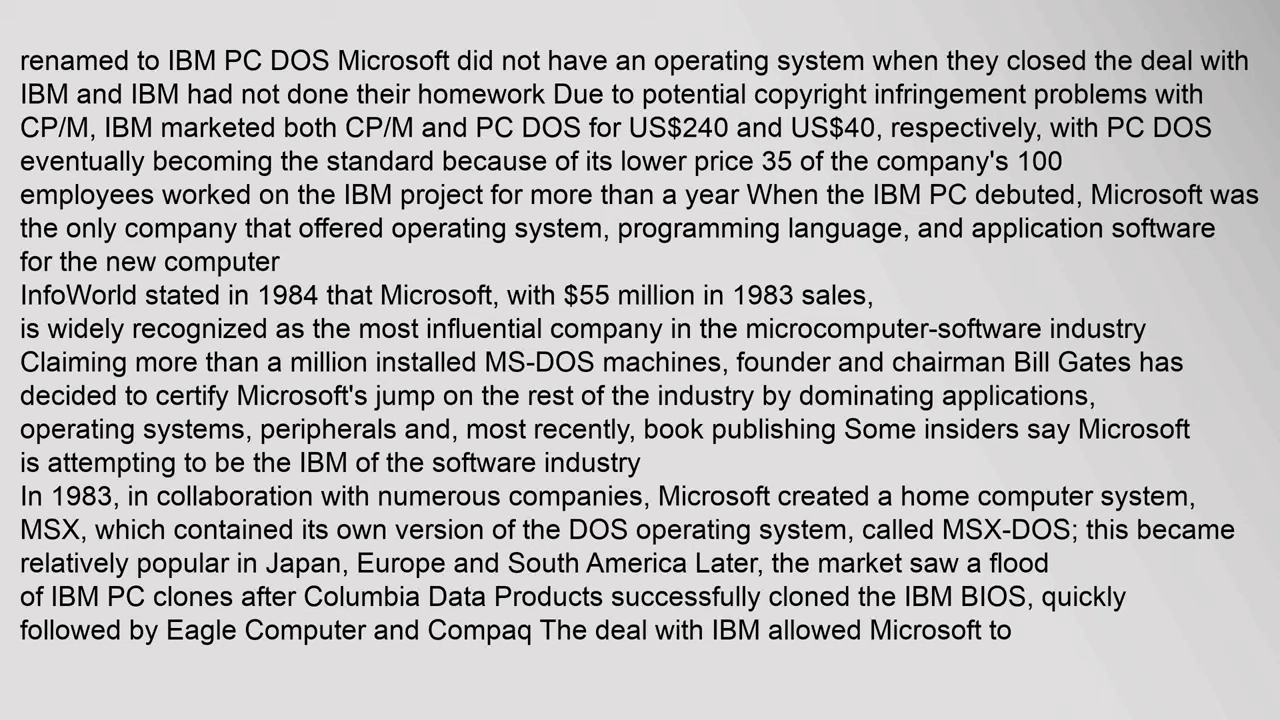 renamed to IBM PC DOS Microsoft did not have an operating system when they closed the deal with
IBM and IBM had not done their homework Due to potential copyright infringement problems with
CP/M, IBM marketed both CP/M and PC DOS for US$240 and US$40, respectively, with PC DOS
eventually becoming the standard because of its lower price 35 of the company's 100
employees worked on the IBM project for more than a year When the IBM PC debuted, Microsoft was
the only company that offered operating system, programming language, and application software
for the new computer
InfoWorld stated in 1984 that Microsoft, with $55 million in 1983 sales,
is widely recognized as the most influential company in the microcomputer-software industry
Claiming more than a million installed MS-DOS machines, founder and chairman Bill Gates has
decided to certify Microsoft's jump on the rest of the industry by dominating applications,
operating systems, peripherals and, most recently, book publishing Some insiders say Microsoft
is attempting to be the IBM of the software industry
In 1983, in collaboration with numerous companies, Microsoft created a home computer system,
MSX, which contained its own version of the DOS operating system, called MSX-DOS; this became
relatively popular in Japan, Europe and South America Later, the market saw a flood
of IBM PC clones after Columbia Data Products successfully cloned the IBM BIOS, quickly
followed by Eagle Computer and Compaq The deal with IBM allowed Microsoft to